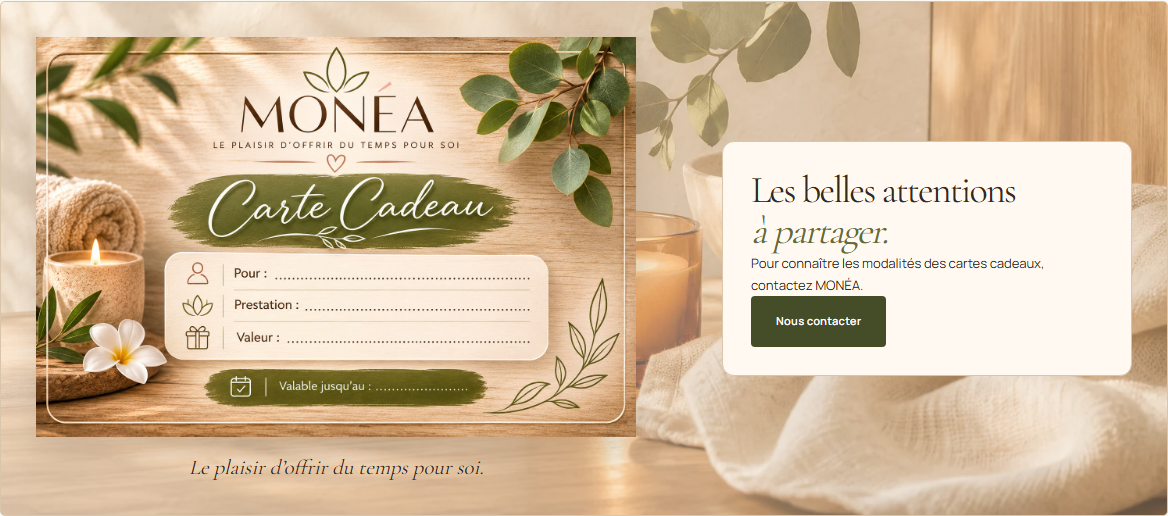 MONÉA
LE PLAISIR D'OFFRIR DU TEMPS POUR SOI
Carte Cadeau
Pour : ................................................
Prestation : ................................................
Valeur : ................................................
Valable jusqu'au : ........................
Le plaisir d'offrir du temps pour soi.
Les belles attentions
à partager.
Pour connaître les modalités des cartes cadeaux,
contactez MONÉA.
Nous contacter